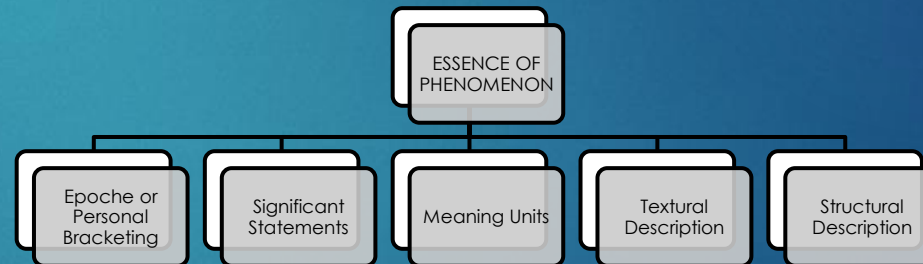 ESSENCE OF
PHENOMENON
Epoche or
Personal
Bracketing
Significant
Statements
Meaning Units
Textural
Description
Structural
Description